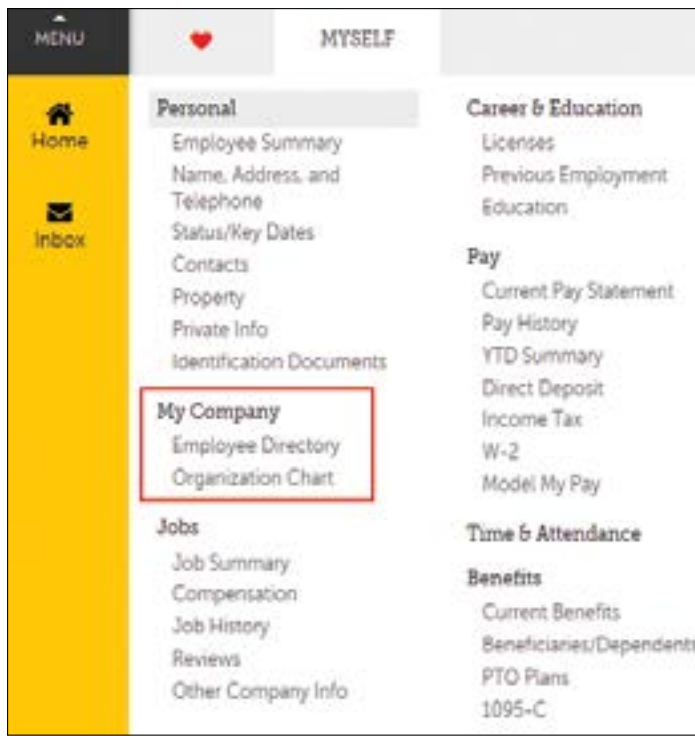 MENU
MYSELF
Home
Inbox
Personal
Employee Summary
Name, Address, and
Telephone
Status/Key Dates
Contacts
Property
Private Info
Identification Documents
My Company
Employee Directory
Organization Chart
Jobs
Job Summary
Compensation
Job History
Reviews
Other Company Info
Career & Education
Licenses
Previous Employment
Education
Pay
Current Pay Statement
Pay History
YTD Summary
Direct Deposit
Income Tax
W-2
Model My Pay
Time & Attendance
Benefits
Current Benefits
Beneficiaries/Dependents
PTO Plans
1095-C